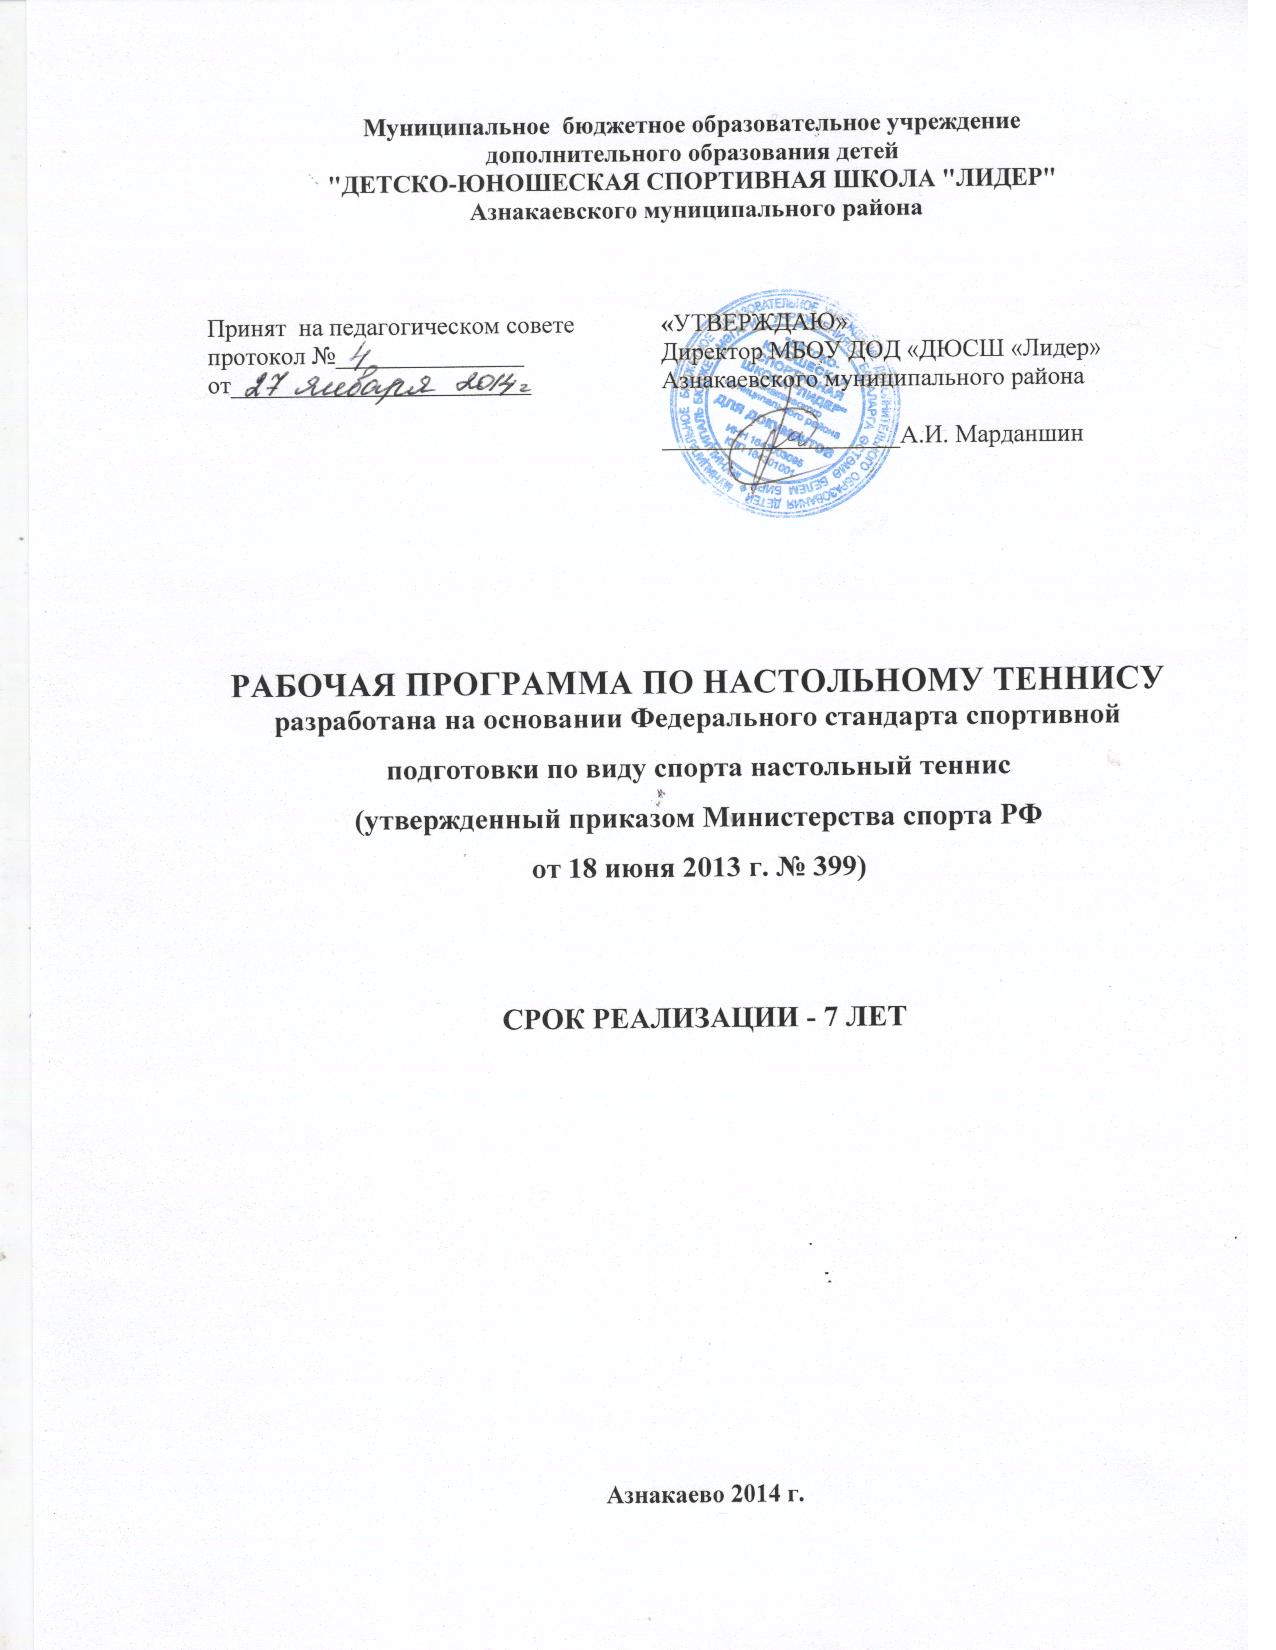 Муниципальное бюджетное образовательное учреждение
дополнительного образования детей
"ДЕТСКО-ЮНОШЕСКАЯ СПОРТИВНАЯ ШКОЛА "ЛИДЕР"
Азнакаевского муниципального района
Принят на педагогическом совете
протокол № 4
от 27 января 2014 г
«УТВЕРЖДАЮ»
Директор МБОУ ДОД «ДЮСШ «Лидер»
Азнакаевского муниципального района
А.И. Марданшин
ДЛЯ ДОКУМЕНТОВ
РАБОЧАЯ ПРОГРАММА ПО НАСТОЛЬНОМУ ТЕННИСУ
разработана на основании Федерального стандарта спортивной
подготовки по виду спорта настольный теннис
(утвержденный приказом Министерства спорта РФ
от 18 июня 2013 г. № 399)
СРОК РЕАЛИЗАЦИИ - 7 ЛЕТ
Азнакаево 2014 г.